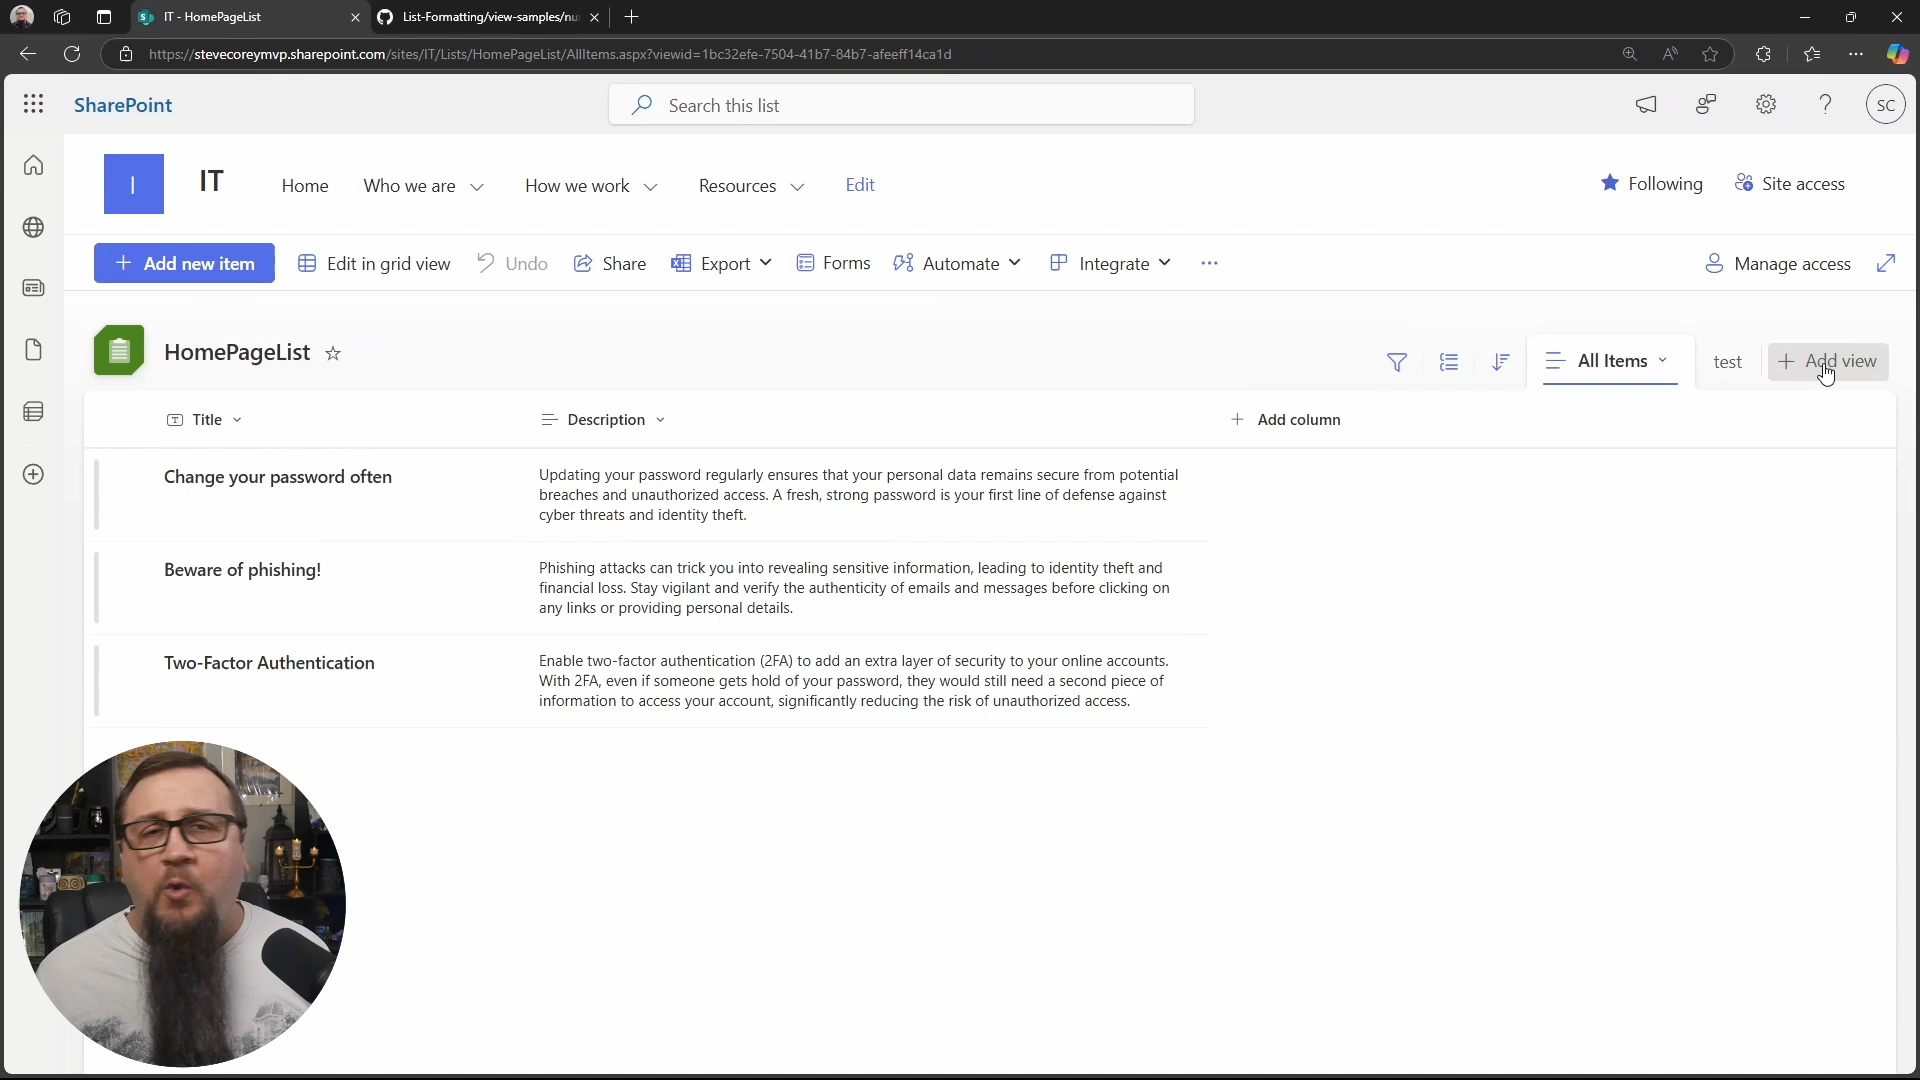 IT - HomePageList
List-Formatting/view-samples/nu
https://stevecoreymvp.sharepoint.com/sites/IT/Lists/HomePageList/AllItems.aspx?viewid=1bc32efe-7504-41b7-84b7-afeeff14ca1d
SharePoint
Search this list
SC
I
IT
Home
Who we are
How we work
Resources
Edit
Following
Site access
Add new item
Edit in grid view
Undo
Share
Export
Forms
Automate
Integrate
Manage access
HomePageList
All Items
test
Add view
Title
Description
Add column
Change your password often
Updating your password regularly ensures that your personal data remains secure from potential
breaches and unauthorized access. A fresh, strong password is your first line of defense against
cyber threats and identity theft.
Beware of phishing!
Phishing attacks can trick you into revealing sensitive information, leading to identity theft and
financial loss. Stay vigilant and verify the authenticity of emails and messages before clicking on
any links or providing personal details.
Two-Factor Authentication
Enable two-factor authentication (2FA) to add an extra layer of security to your online accounts.
With 2FA, even if someone gets hold of your password, they would still need a second piece of
information to access your account, significantly reducing the risk of unauthorized access.